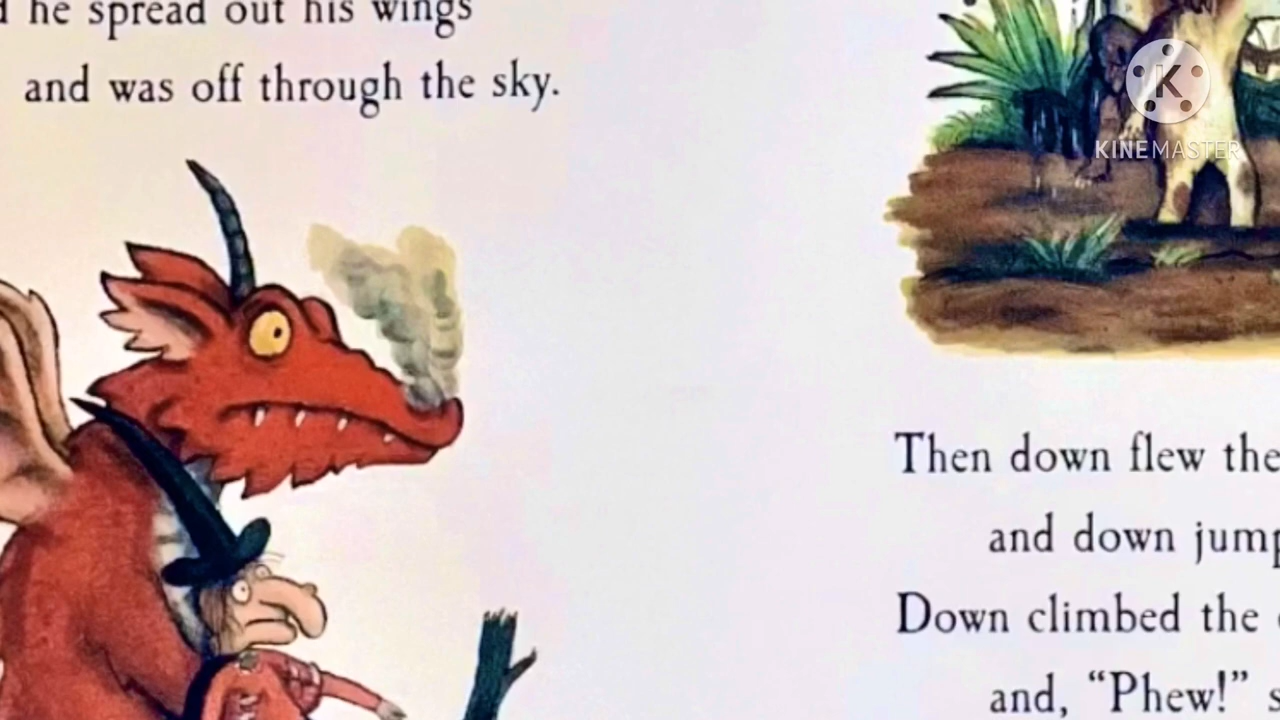 he spread out his wings
and was off through the sky.
K
KINEMASTER
Then down flew the
and down jump
Down climbed the
and, "Phew!" s